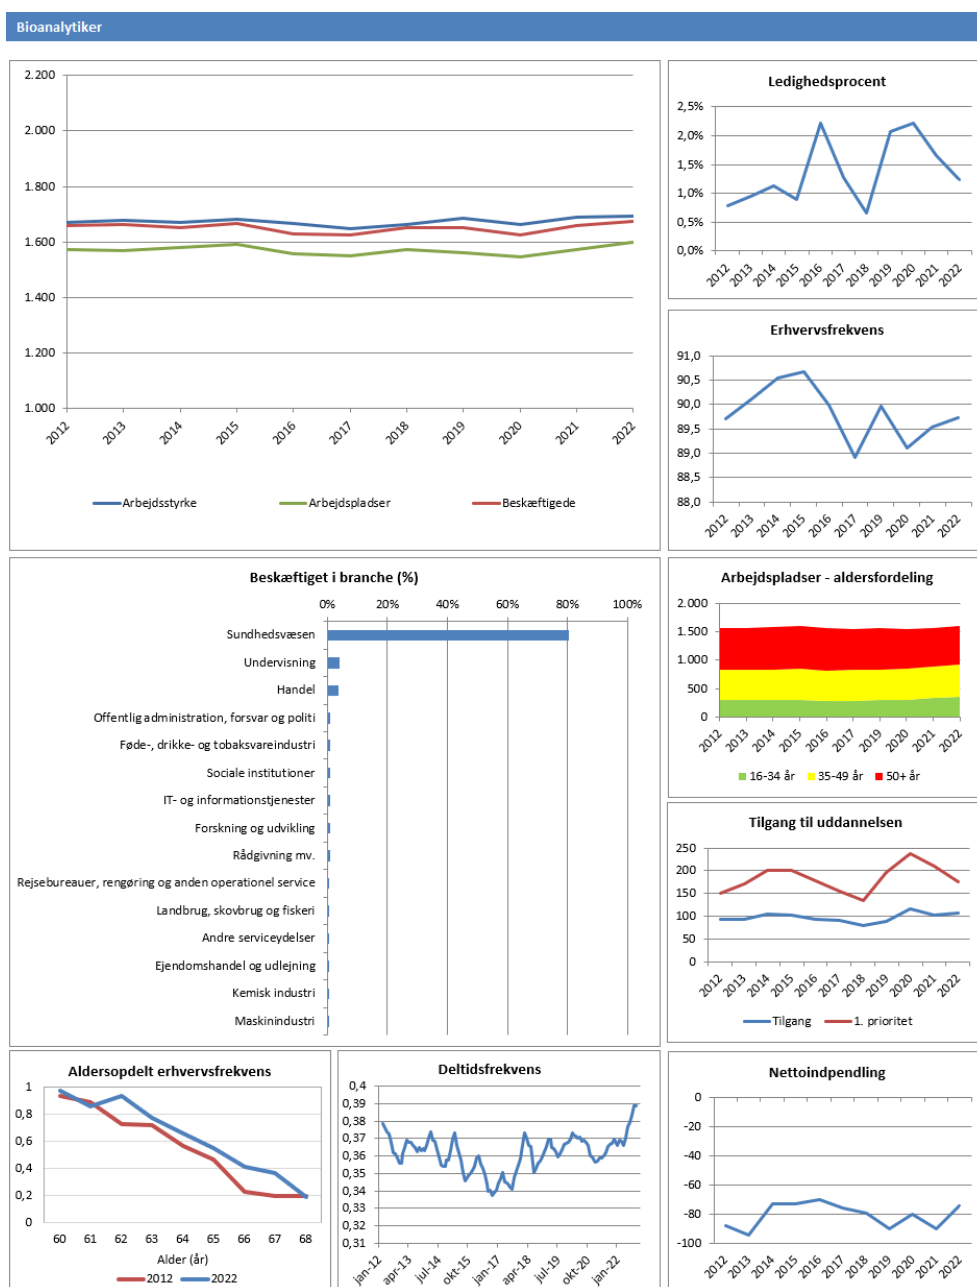 Bioanalytiker
2.200
2.000
1.800
1.600
1.400
1.200
1.000
2012 2013 2014 2015 2016 2017 2018 2019 2020 2021 2022
Arbejdsstyrke Arbejdspladser Beskæftigede
Ledighedsprocent
2,5%
2,0%
1,5%
1,0%
0,5%
0,0%
2012 2013 2014 2015 2016 2017 2018 2019 2020 2021 2022
Erhvervsfrekvens
91,0
90,5
90,0
89,5
89,0
88,5
88,0
2012 2013 2014 2015 2016 2017 2019 2020 2021 2022
Beskæftiget i branche (%)
0% 20% 40% 60% 80% 100%
Sundhedsvæsen
Undervisning
Handel
Offentlig administration, forsvar og politi
Føde-, drikke- og tobaksvareindustri
Sociale institutioner
IT- og informationstjenester
Forskning og udvikling
Rådgivning mv.
Rejsebureauer, rengøring og anden operationel service
Landbrug, skovbrug og fiskeri
Andre serviceydelser
Ejendomshandel og udlejning
Kemisk industri
Maskinindustri
Arbejdspladser - aldersfordeling
2.000
1.500
1.000
500
0
2012 2013 2014 2015 2016 2017 2018 2019 2020 2021 2022
16-34 år 35-49 år 50+ år
Tilgang til uddannelsen
250
200
150
100
50
0
2012 2013 2014 2015 2016 2017 2018 2019 2020 2021 2022
Tilgang 1. prioritet
Aldersopdelt erhvervsfrekvens
1
0,8
0,6
0,4
0,2
0
60 61 62 63 64 65 66 67 68
Alder (år)
2012 2022
Deltidsfrekvens
0,4
0,39
0,38
0,37
0,36
0,35
0,34
0,33
0,32
0,31
jan-12 apr-13 jul-14 okt-15 jan-17 apr-18 jul-19 okt-20 jan-22
Nettoindpendling
0
-20
-40
-60
-80
-100
2012 2013 2014 2015 2016 2017 2018 2019 2020 2021 2022